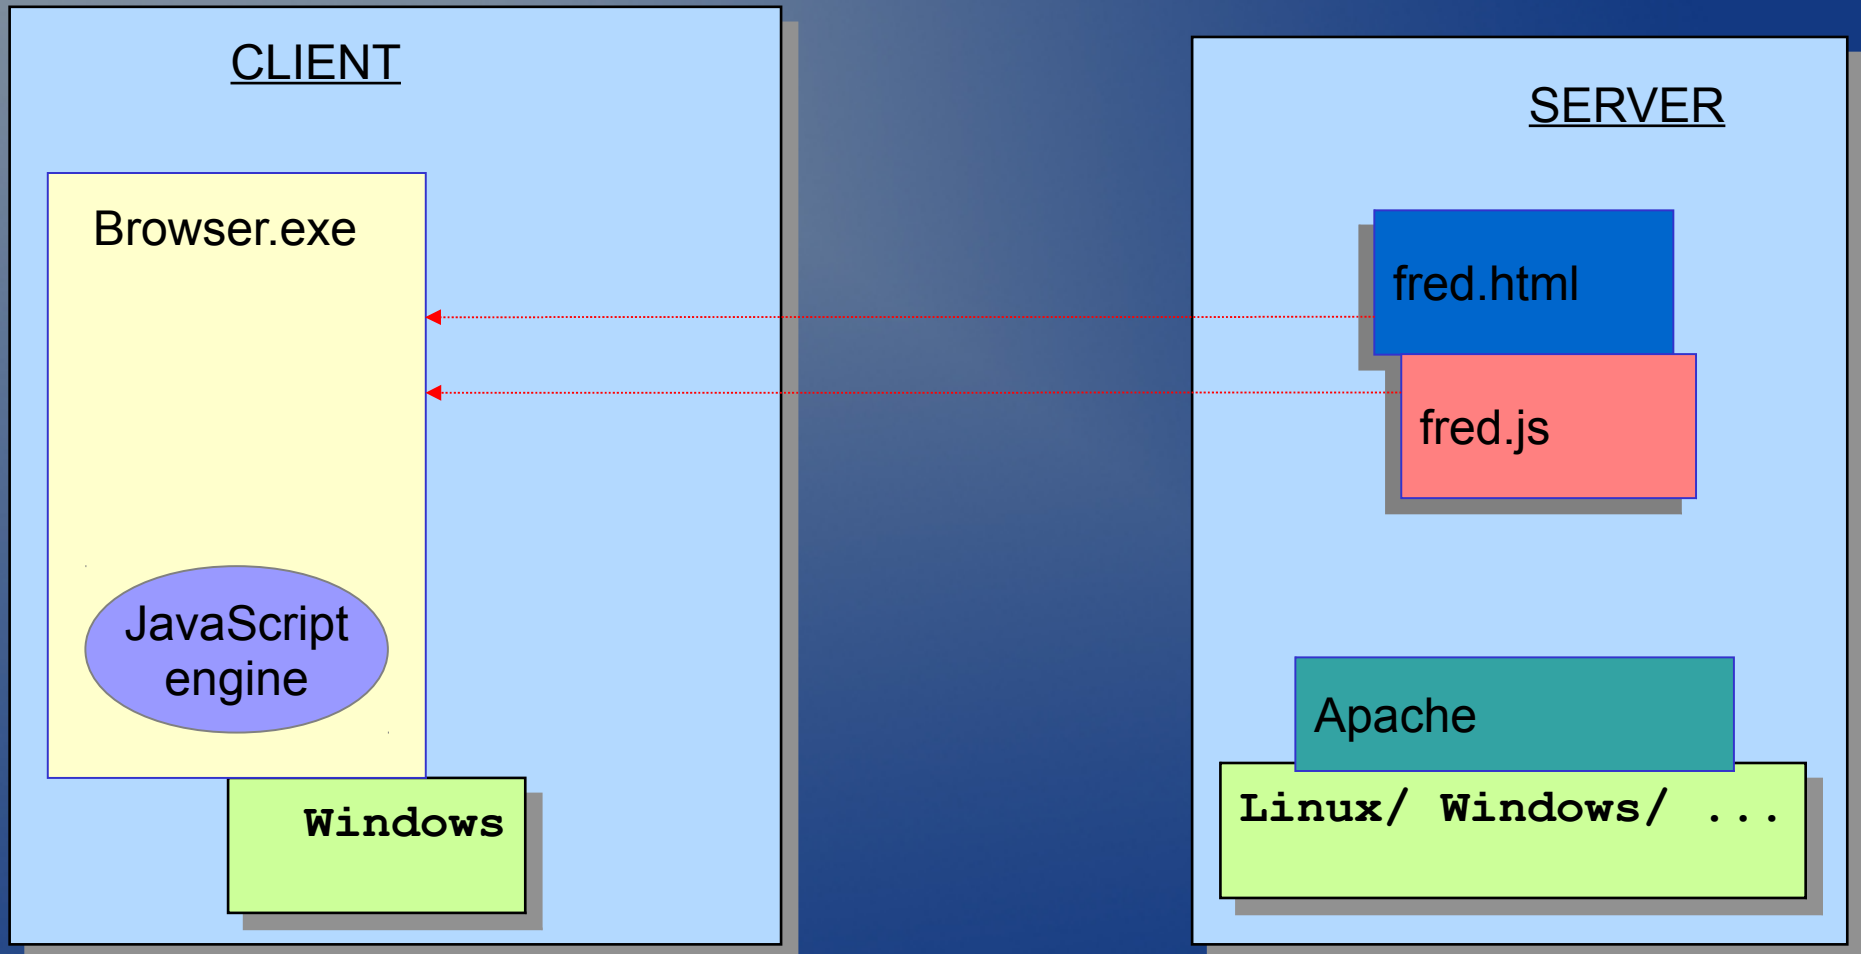 CLIENT
Browser.exe
JavaScript
engine
Windows
SERVER
fred.html
fred.js
Apache
Linux/ Windows/ ...